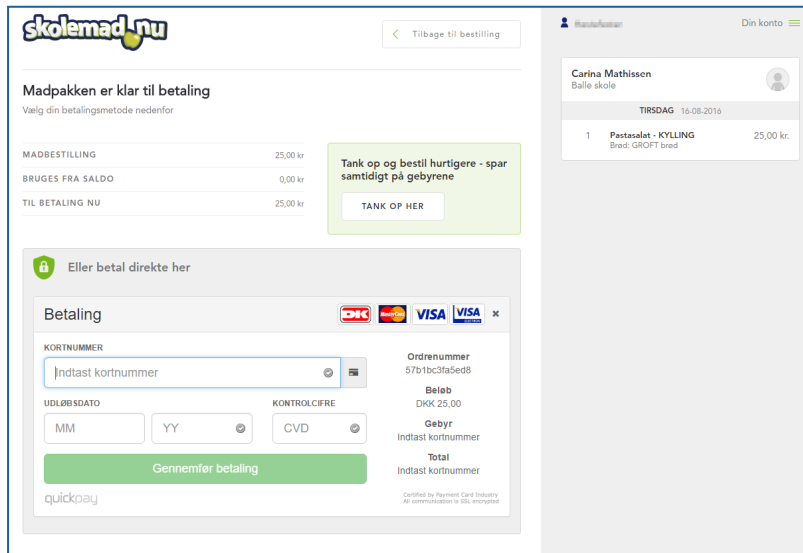 skolemad.nu
Tilbage til bestilling
Madpakken er klar til betaling
Vælg din betalingsmetode nedenfor
MADBESTILLING 25,00 kr
BRUGES FRA SALDO 0,00 kr
TIL BETALING NU 25,00 kr
Tank op og bestil hurtigere - spar
samtidigt på gebyrene
TANK OP HER
Eller betal direkte her
Betaling
DK MasterCard VISA VISA
KORTNUMMER
Indtast kortnummer
UDLØBSDATO KONTROLCIFRE
MM YY CVD
Gennemfør betaling
quickpay
Ordrenummer
57b1bc3fa5ed8
Beløb
DKK 25,00
Gebyr
Indtast kortnummer
Total
Indtast kortnummer
Certified by Payment Card Industry
All communication is SSL encrypted
Din konto
Carina Mathissen
Balle skole
TIRSDAG 16-08-2016
1 Pastasalat - KYLLING 25,00 kr.
Brød: GROFT brød